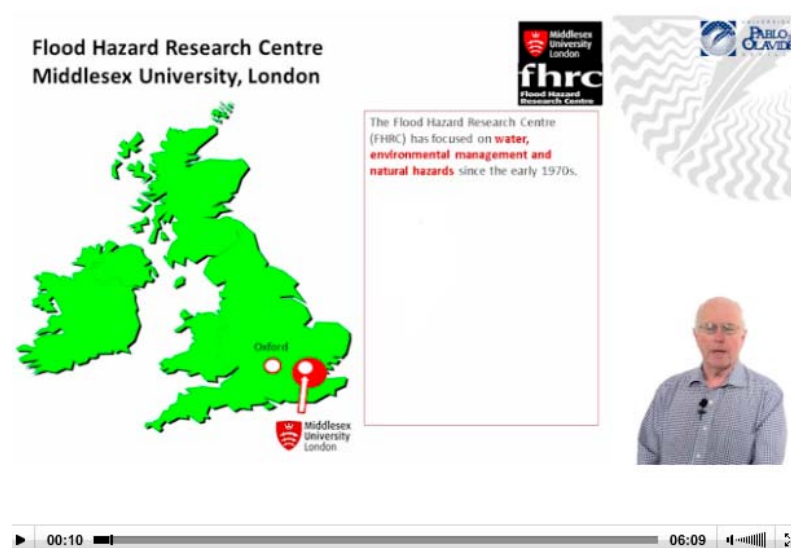 Flood Hazard Research Centre
Middlesex University, London
Middlesex
University
London
fhrc
Flood Hazard
Research Centre
PABLO
OLAVIDE
The Flood Hazard Research Centre
(FHRC) has focused on water,
environmental management and
natural hazards since the early 1970s.
Oxford
Middlesex
University
London
00:10
06:09